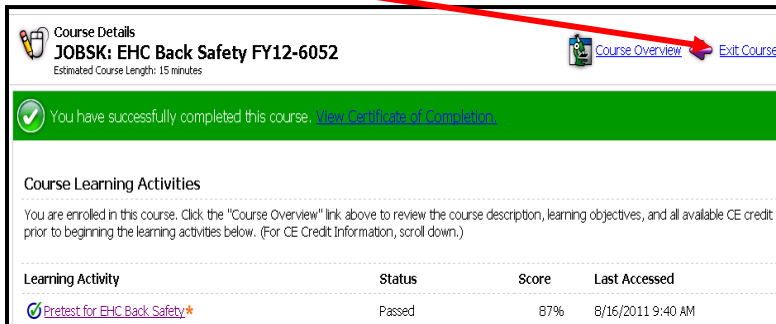 Course Details
JOBSK: EHC Back Safety FY12-6052
Estimated Course Length: 15 minutes
Course Overview Exit Course
You have successfully completed this course. View Certificate of Completion.
Course Learning Activities
You are enrolled in this course. Click the "Course Overview" link above to review the course description, learning objectives, and all available CE credit
prior to beginning the learning activities below. (For CE Credit Information, scroll down.)
Learning Activity Status Score Last Accessed
Pretest for EHC Back Safety* Passed 87% 8/16/2011 9:40 AM